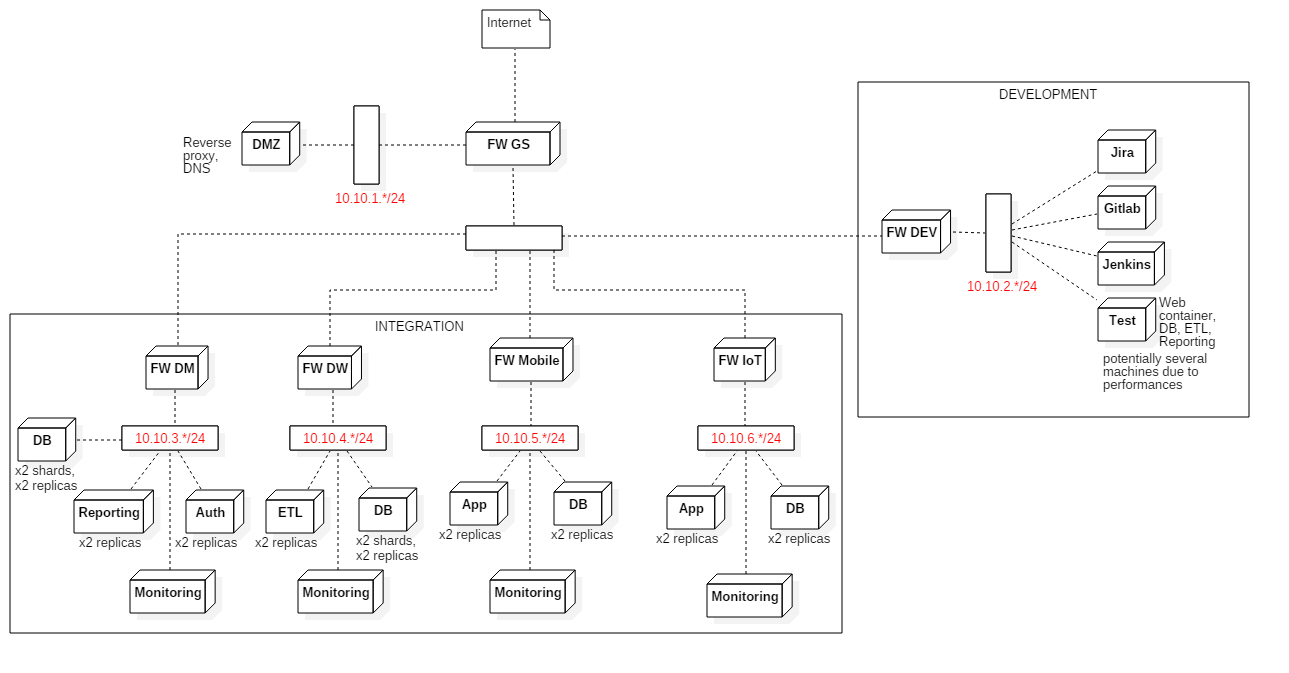 Internet
DEVELOPMENT
Reverse
proxy,
DNS
DMZ
FW GS
10.10.1.*/24
Jira
Gitlab
FW DEV
Jenkins
10.10.2.*/24
Test
Web
container,
DB, ETL,
Reporting
potentially several
machines due to
performances
INTEGRATION
FW DM
FW DW
FW Mobile
FW IoT
10.10.3.*/24
10.10.4.*/24
10.10.5.*/24
10.10.6.*/24
DB
x2 shards,
x2 replicas
Reporting
x2 replicas
Auth
x2 replicas
ETL
x2 replicas
DB
x2 shards,
x2 replicas
App
x2 replicas
DB
x2 replicas
App
x2 replicas
DB
x2 replicas
Monitoring
Monitoring
Monitoring
Monitoring